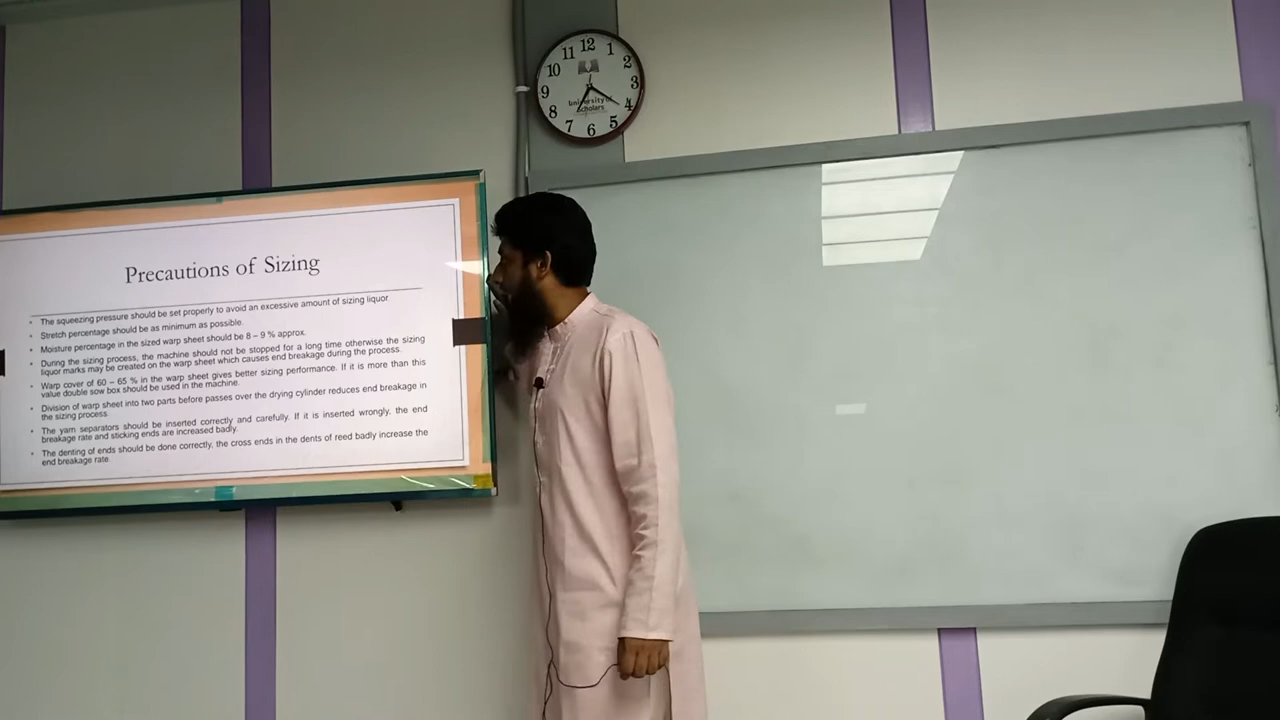 12
11
1
10
2
9
3
8
4
7
5
6
University of
Scholars
Precautions of Sizing
• The squeezing pressure should be set properly to avoid an excessive amount of sizing liquor
• Stretch percentage should be as minimum as possible.
• Moisture percentage in the sized warp sheet should be 8 – 9 % approx.
• During the sizing process, the machine should not be stopped for a long time otherwise the sizing
liquor marks may be created on the warp sheet which causes end breakage during the process.
• Warp cover of 60 – 65 % in the warp sheet gives better sizing performance. If it is more than this
value double sow box should be used in the machine.
• Division of warp sheet into two parts before passes over the drying cylinder reduces end breakage in
the sizing process.
• The yarn separators should be inserted correctly and carefully. If it is inserted wrongly, the end
breakage rate and sticking ends are increased badly.
• The denting of ends should be done correctly, the cross ends in the dents of reed badly increase the
end breakage rate.